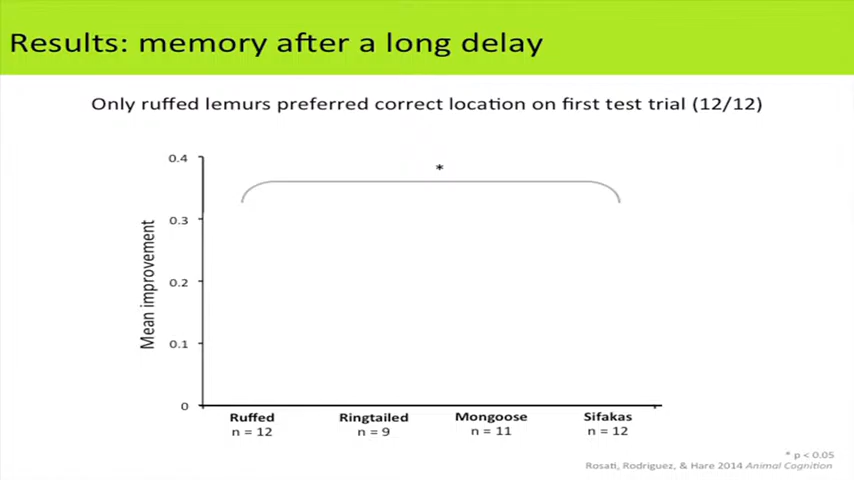 Results: memory after a long delay
Only ruffed lemurs preferred correct location on first test trial (12/12)
*
0.4
0.3
0.2
0.1
0
Mean improvement
Ruffed Ringtailed Mongoose Sifakas
n = 12 n = 9 n = 11 n = 12
* p < 0.05
Rosati, Rodriguez, & Hare 2014 Animal Cognition